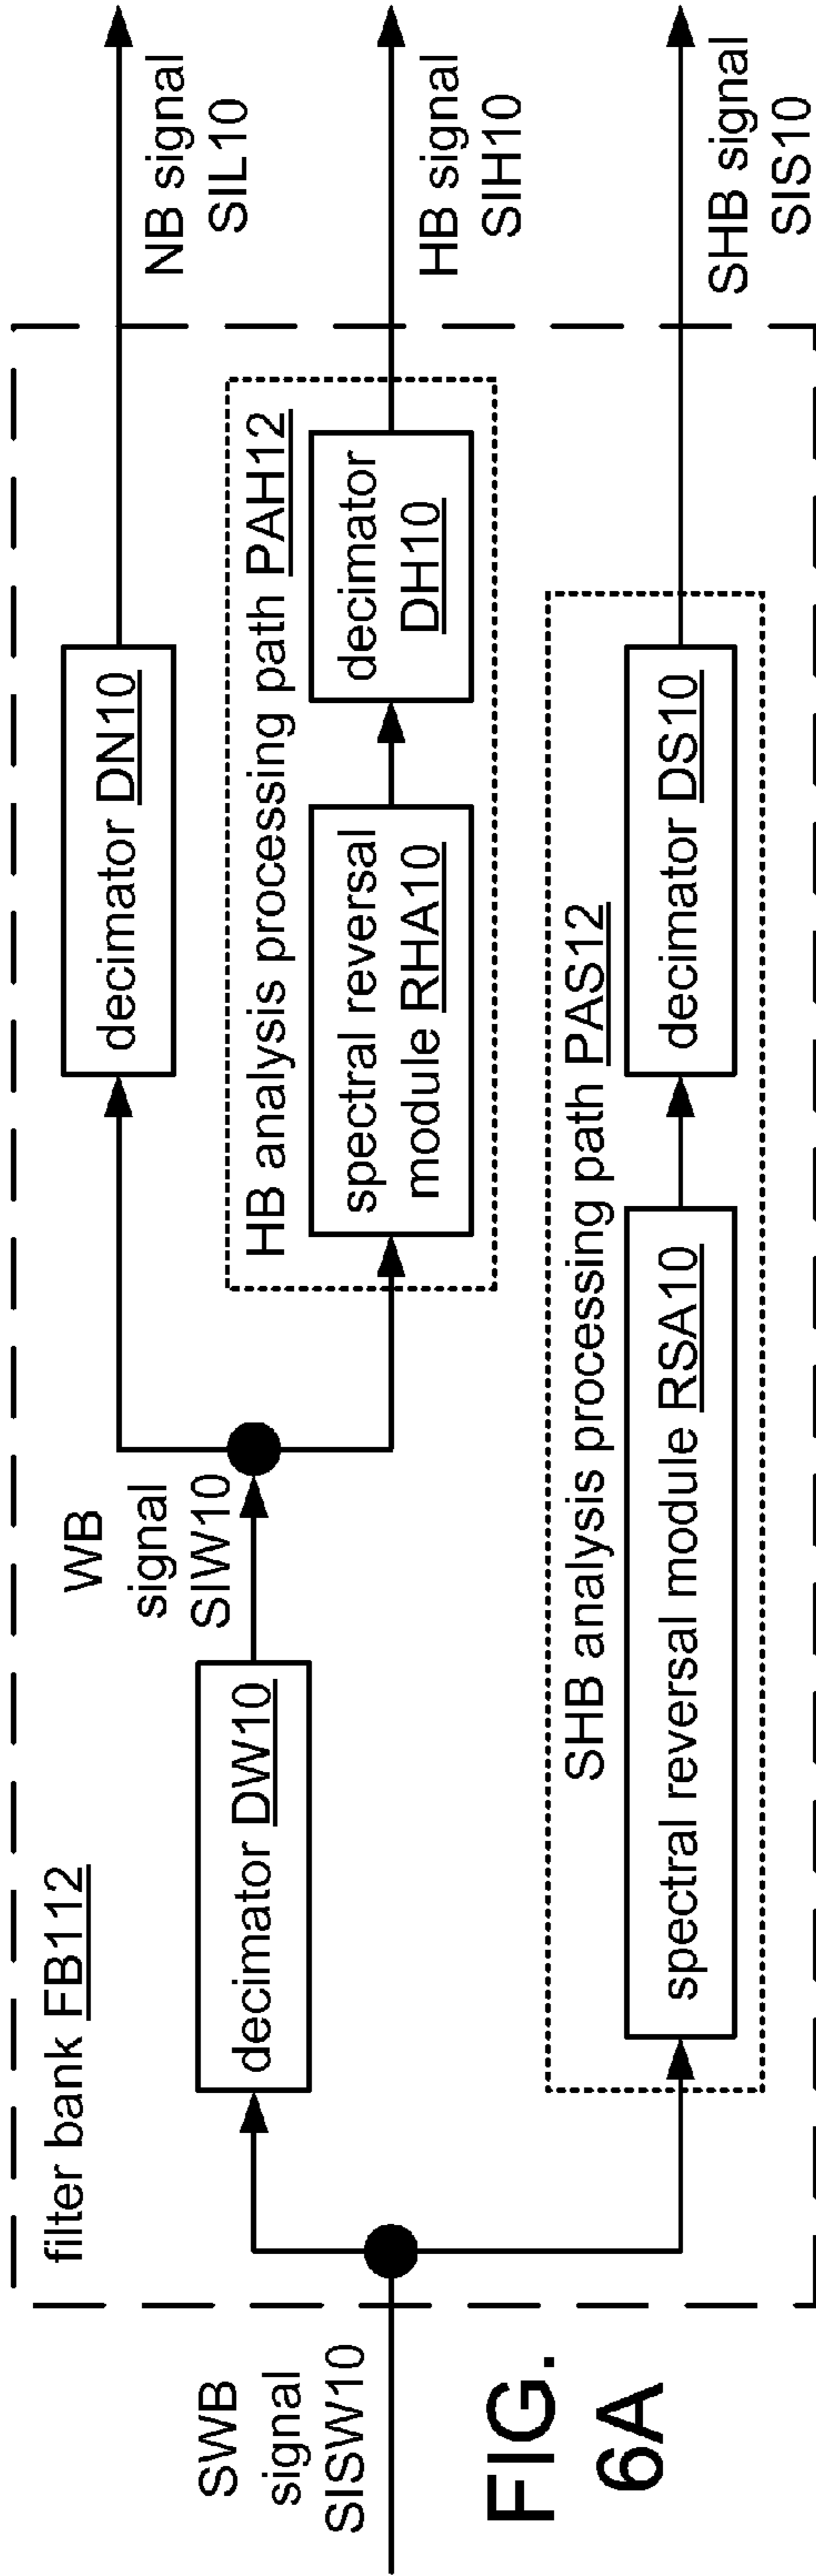 filter bank FB112
SWB
signal
SISW10
decimator DW10
WB
signal
SIW10
decimator DN10
NB signal
SIL10
HB analysis processing path PAH12
spectral reversal
module RHA10
decimator
DH10
HB signal
SIH10
SHB analysis processing path PAS12
spectral reversal module RSA10
decimator DS10
SHB signal
SIS10
FIG.
6A